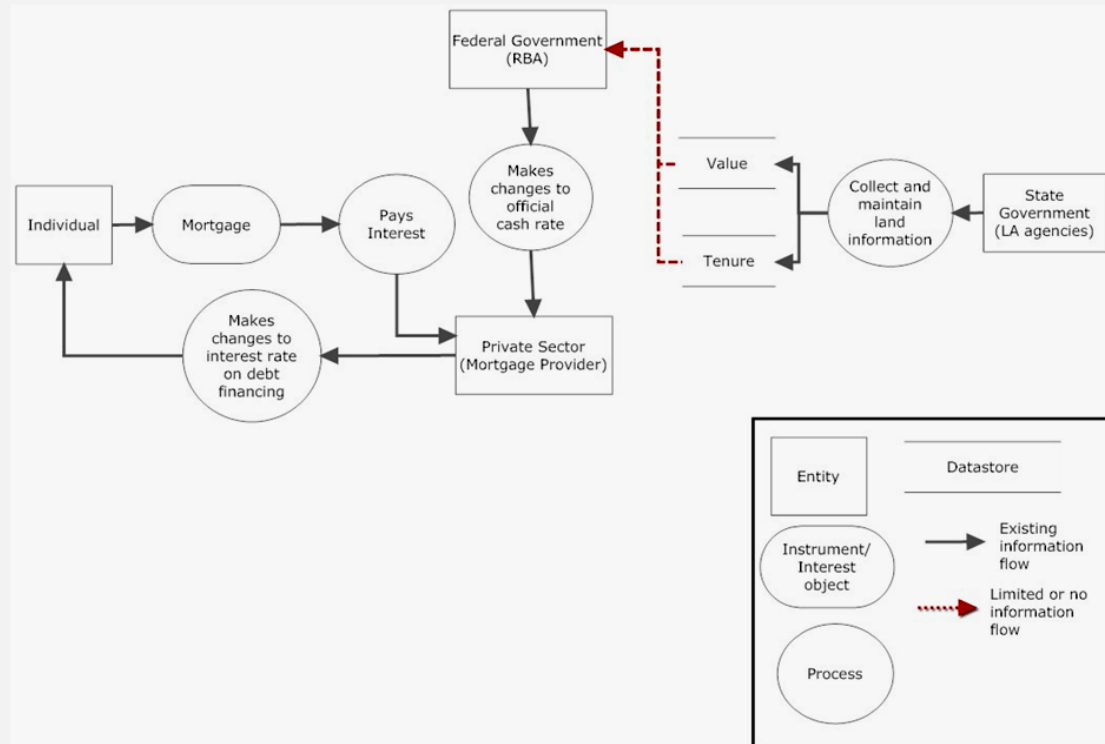 Federal Government
(RBA)
Makes
changes to
official
cash rate
Value
Tenure
Collect and
maintain
land
information
State
Government
(LA agencies)
Individual
Mortgage
Pays
Interest
Makes
changes to
interest rate
on debt
financing
Private Sector
(Mortgage Provider)
Entity
Datastore
Instrument/
Interest
object
Existing
information
flow
Limited or no
information
flow
Process